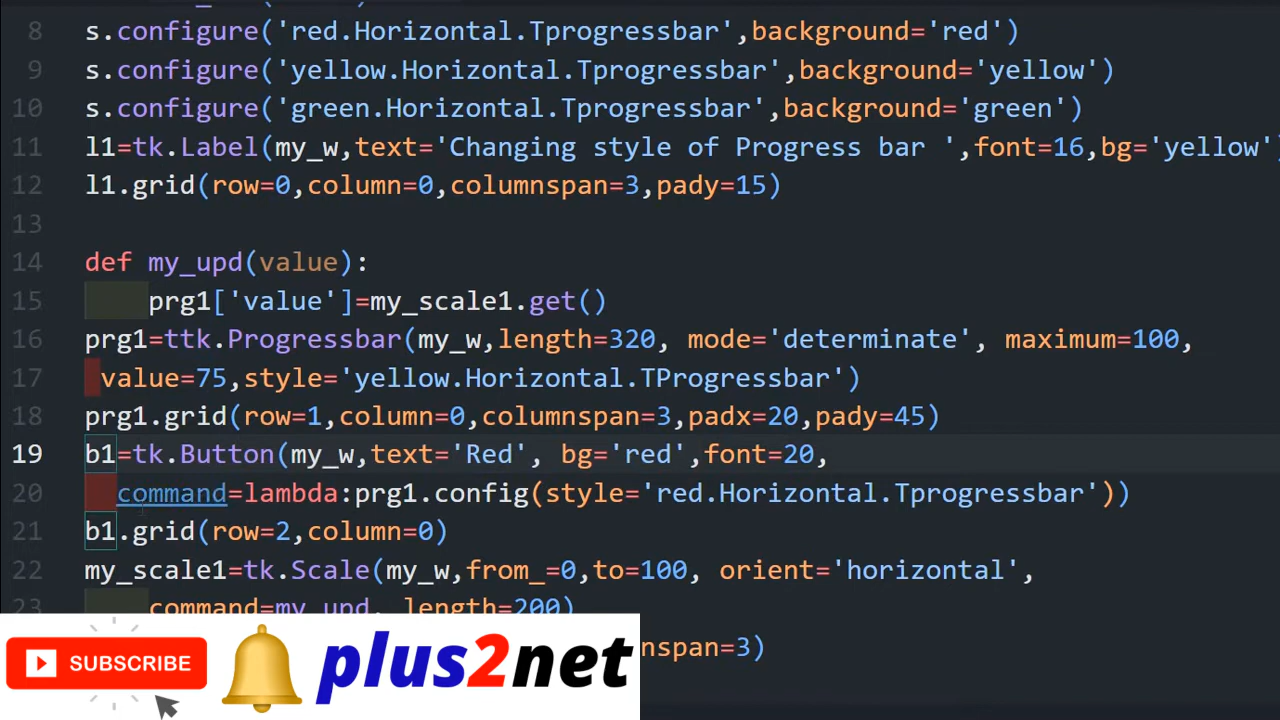 8 s.configure('red.Horizontal.Tprogressbar',background='red')
9 s.configure('yellow.Horizontal.Tprogressbar',background='yellow')
10 s.configure('green.Horizontal.Tprogressbar',background='green')
11 l1=tk.Label(my_w,text='Changing style of Progress bar ',font=16,bg='yellow')
12 l1.grid(row=0,column=0,columnspan=3,pady=15)
13
14 def my_upd(value):
15     prg1['value']=my_scale1.get()
16 prg1=ttk.Progressbar(my_w,length=320, mode='determinate', maximum=100,
17  value=75,style='yellow.Horizontal.TProgressbar')
18 prg1.grid(row=1,column=0,columnspan=3,padx=20,pady=45)
19 b1=tk.Button(my_w,text='Red', bg='red',font=20,
20   command=lambda:prg1.config(style='red.Horizontal.Tprogressbar'))
21 b1.grid(row=2,column=0)
22 my_scale1=tk.Scale(my_w,from_=0,to=100, orient='horizontal',
23     command=my_upd, length=200)
nspan=3)
SUBSCRIBE
plus2net